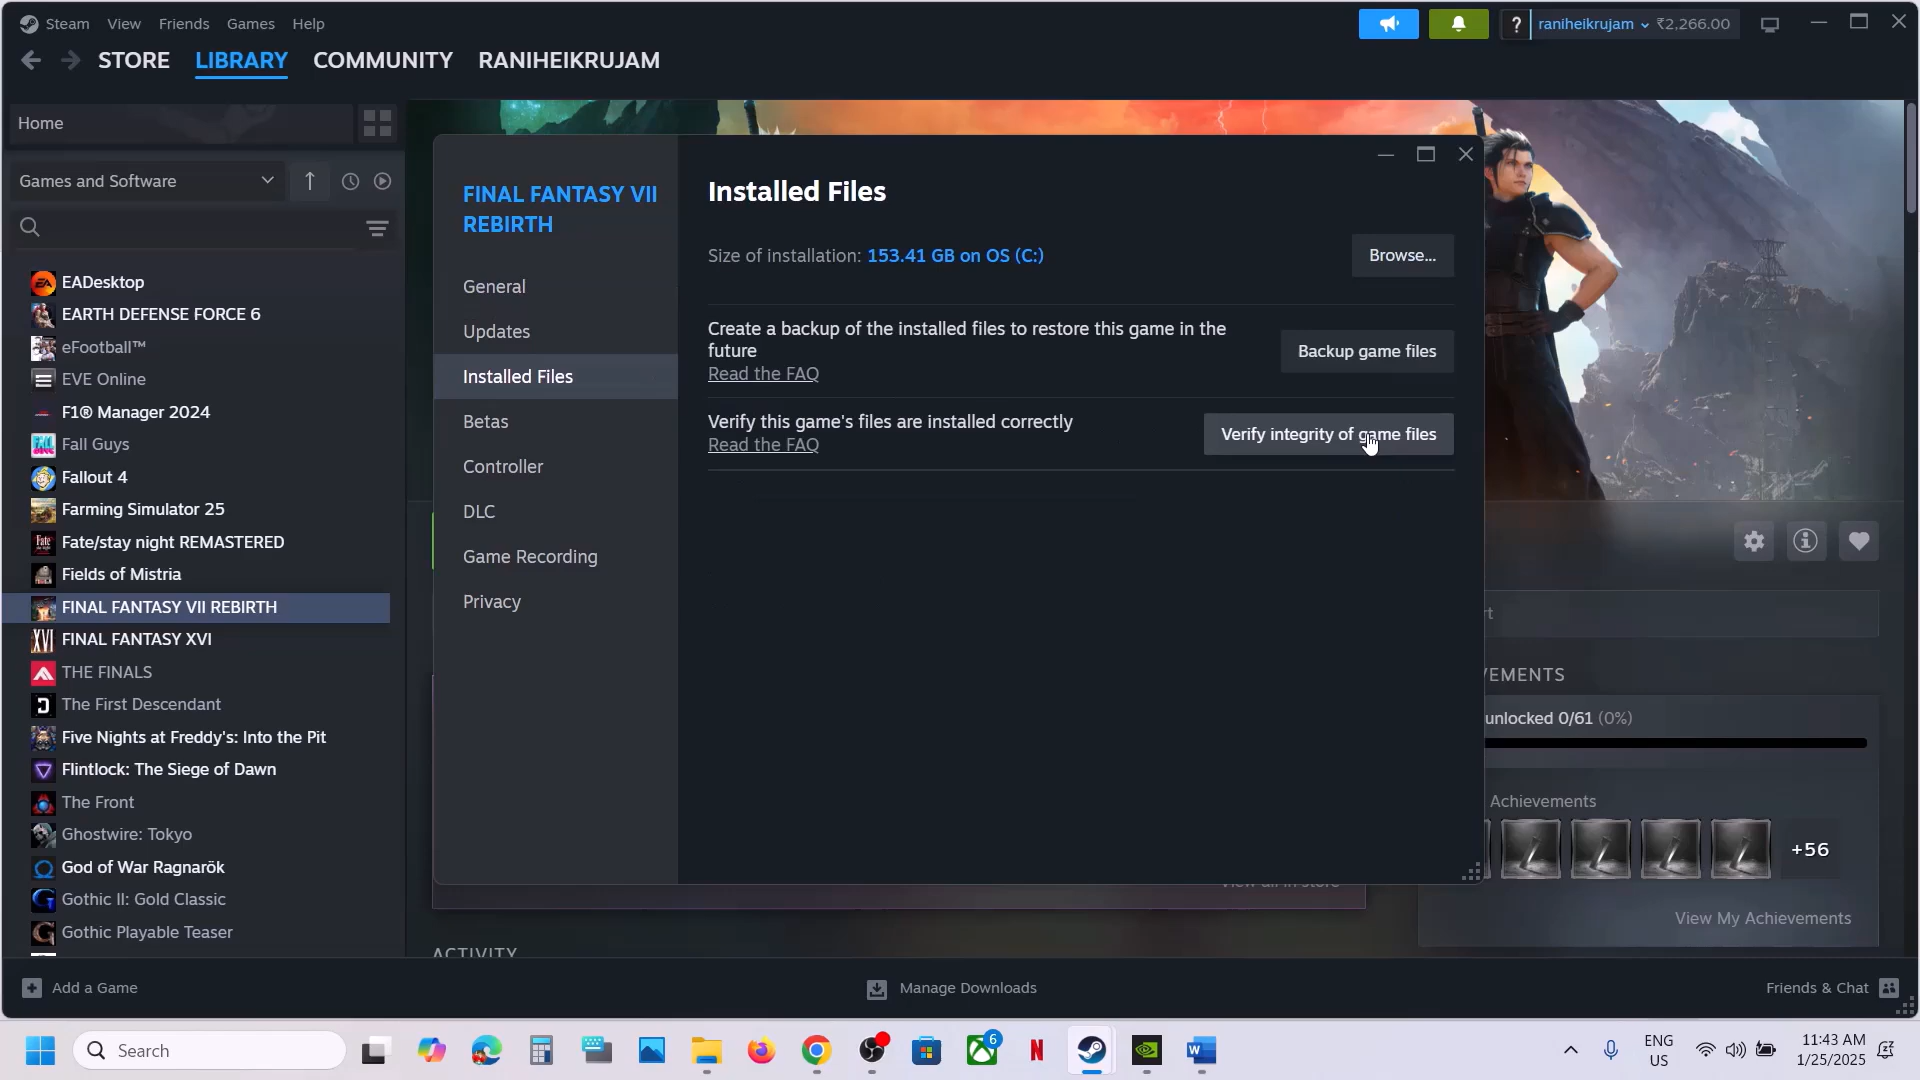 Steam View Friends Games Help
? raniheikrujam ₹2,266.00
STORE LIBRARY COMMUNITY RANIHEIKRUJAM
Home
Games and Software
EADesktop
EARTH DEFENSE FORCE 6
eFootball™
EVE Online
F1® Manager 2024
Fall Guys
Fallout 4
Farming Simulator 25
Fate/stay night REMASTERED
Fields of Mistria
FINAL FANTASY VII REBIRTH
FINAL FANTASY XVI
THE FINALS
The First Descendant
Five Nights at Freddy's: Into the Pit
Flintlock: The Siege of Dawn
The Front
Ghostwire: Tokyo
God of War Ragnarök
Gothic II: Gold Classic
Gothic Playable Teaser
FINAL FANTASY VII
REBIRTH
General
Updates
Installed Files
Betas
Controller
DLC
Game Recording
Privacy
Installed Files
Size of installation: 153.41 GB on OS (C:)
Browse...
Create a backup of the installed files to restore this game in the
future
Read the FAQ
Backup game files
Verify this game's files are installed correctly
Read the FAQ
Verify integrity of game files
unlocked 0/61 (0%)
Achievements
+56
View My Achievements
ACTIVITY
Add a Game
Manage Downloads
Friends & Chat
Search
6
ENG
US
11:43 AM
1/25/2025